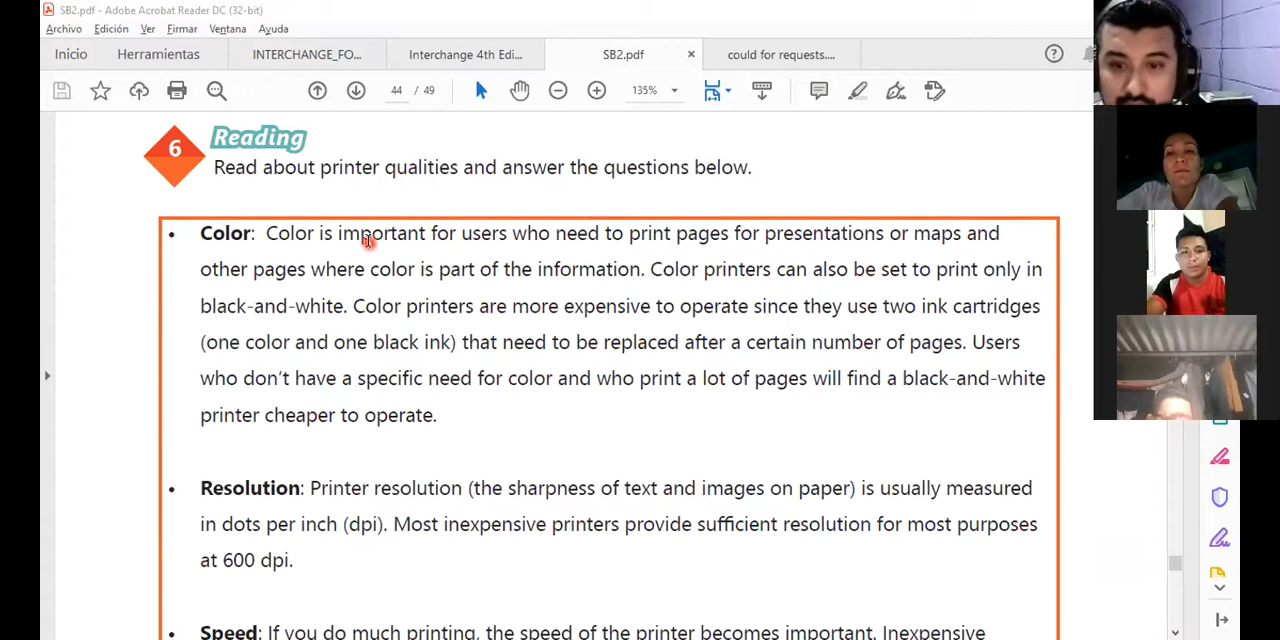 SB2.pdf - Adobe Acrobat Reader DC (32-bit)
Archivo Edición Ver Firmar Ventana Ayuda
Inicio Herramientas INTERCHANGE_FO... Interchange 4th Edi... SB2.pdf × could for requests....
44 / 49 135%
6 Reading
Read about printer qualities and answer the questions below.
• Color: Color is important for users who need to print pages for presentations or maps and
other pages where color is part of the information. Color printers can also be set to print only in
black-and-white. Color printers are more expensive to operate since they use two ink cartridges
(one color and one black ink) that need to be replaced after a certain number of pages. Users
who don't have a specific need for color and who print a lot of pages will find a black-and-white
printer cheaper to operate.
• Resolution: Printer resolution (the sharpness of text and images on paper) is usually measured
in dots per inch (dpi). Most inexpensive printers provide sufficient resolution for most purposes
at 600 dpi.
• Speed: If you do much printing, the speed of the printer becomes important. Inexpensive